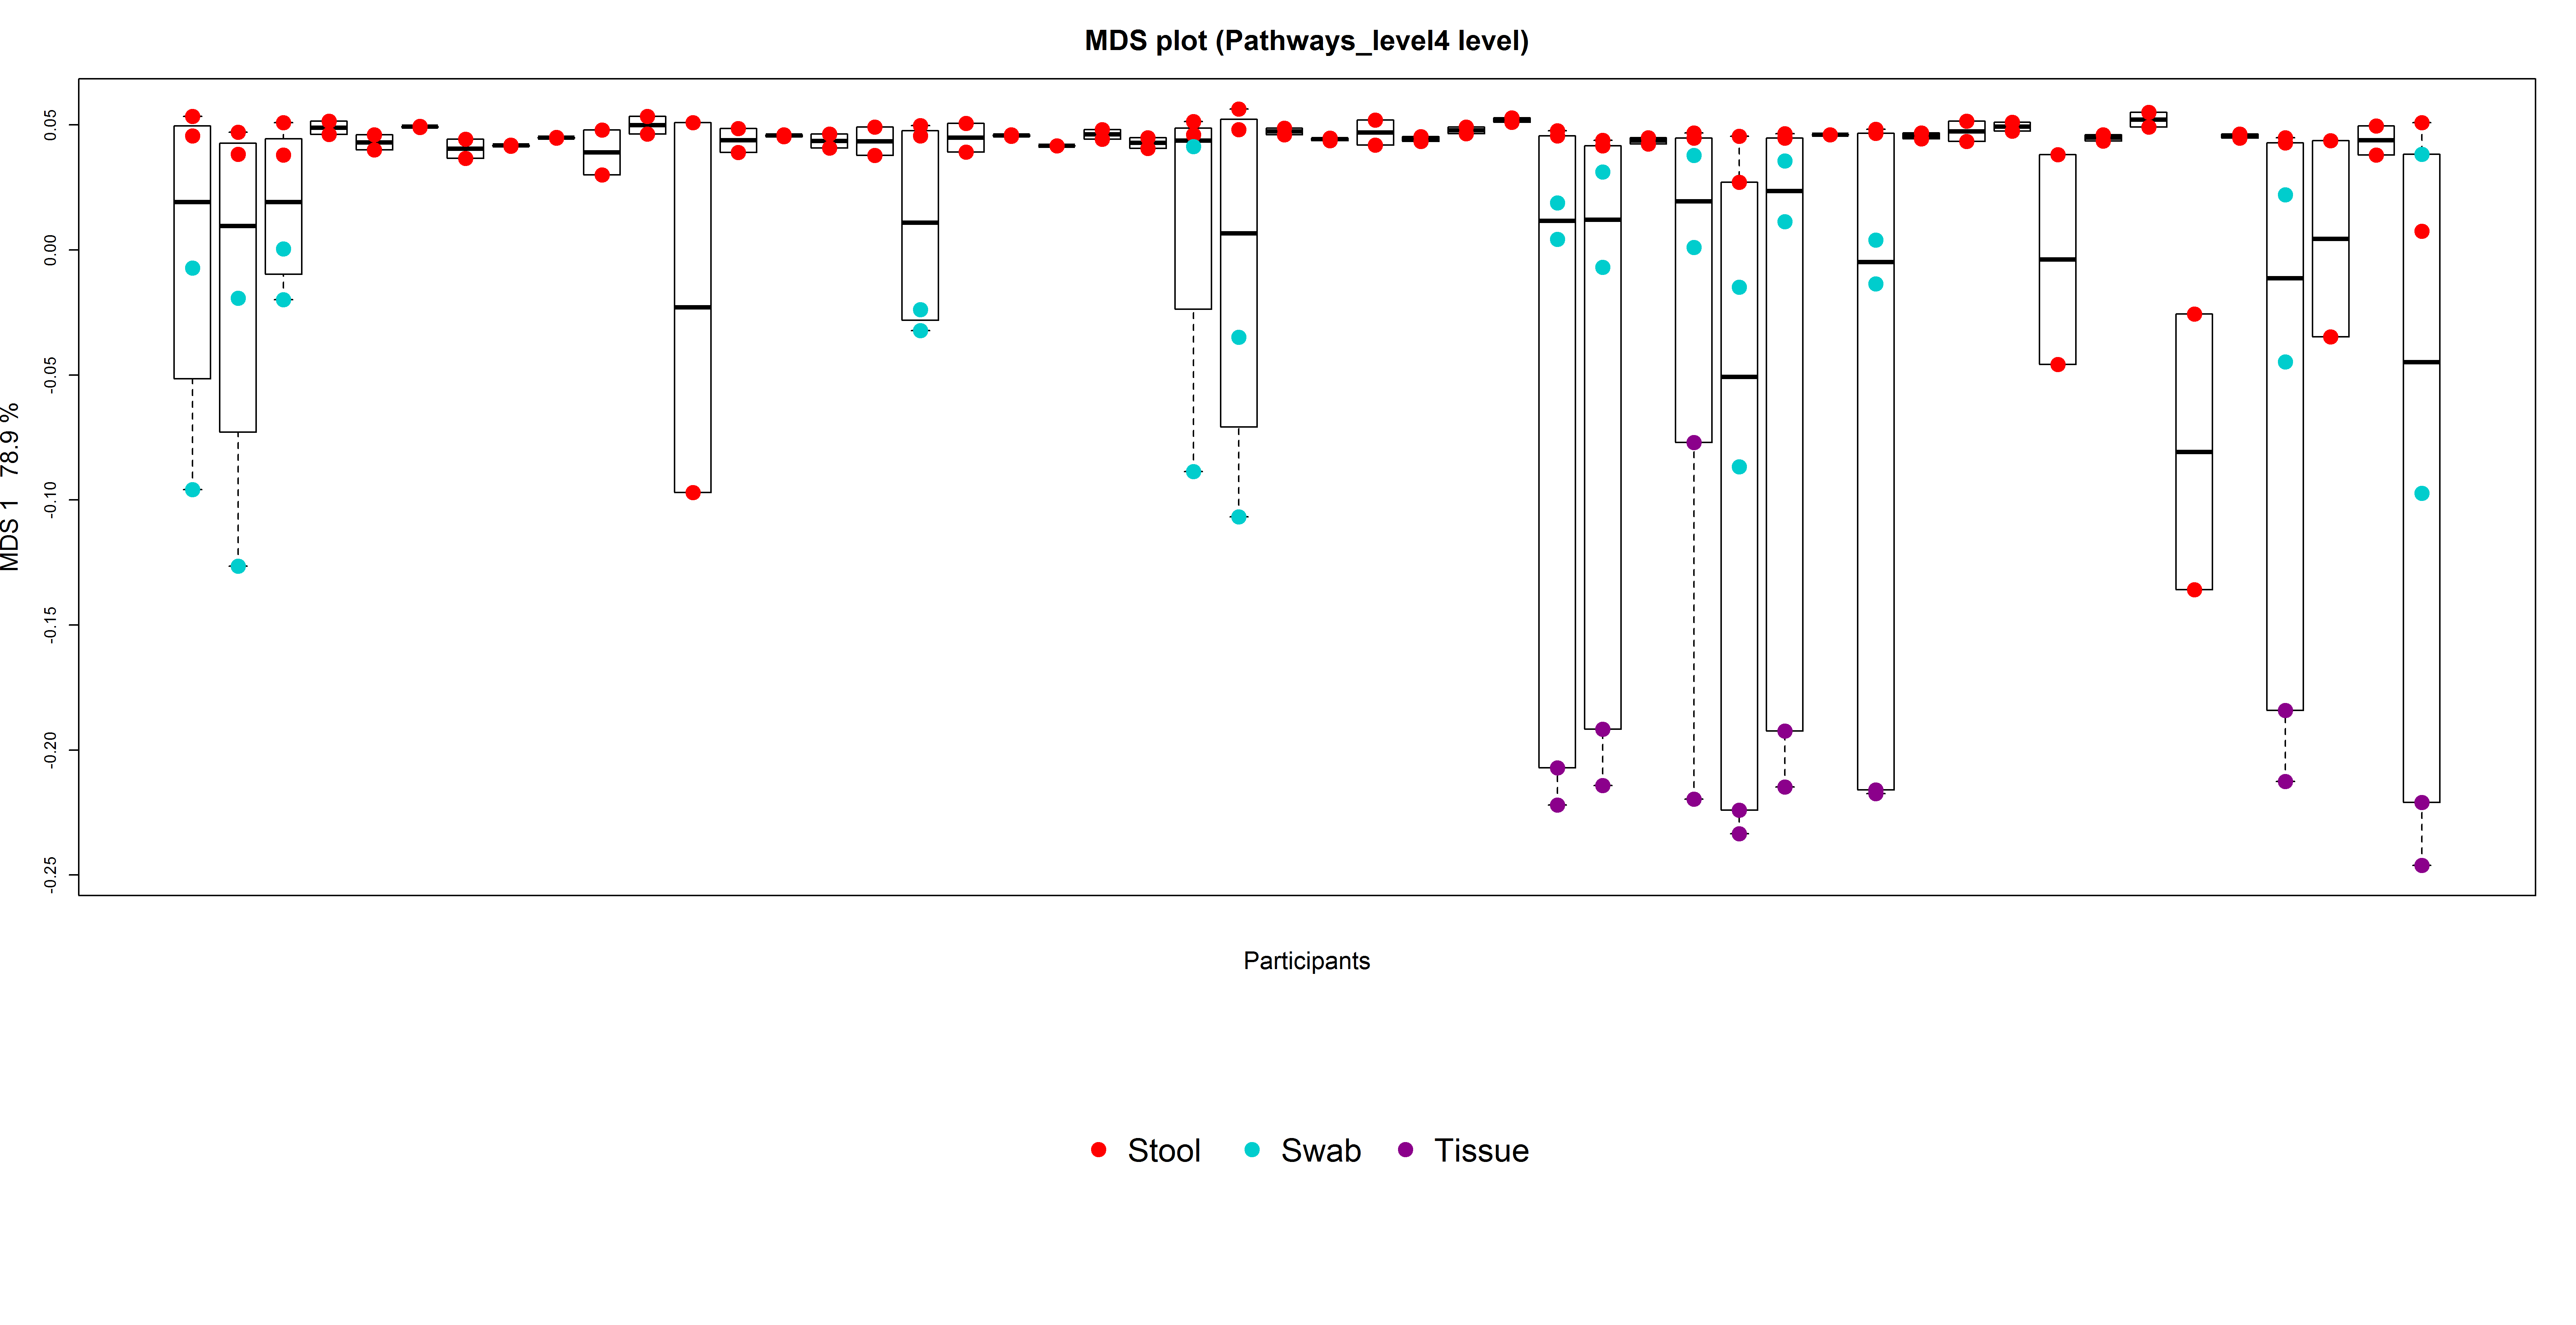 MDS plot (Pathways_level4 level)
0.05
0.00
-0.05
-0.10
-0.15
-0.20
-0.25
MDS 1 78.9 %
Participants
Stool Swab Tissue